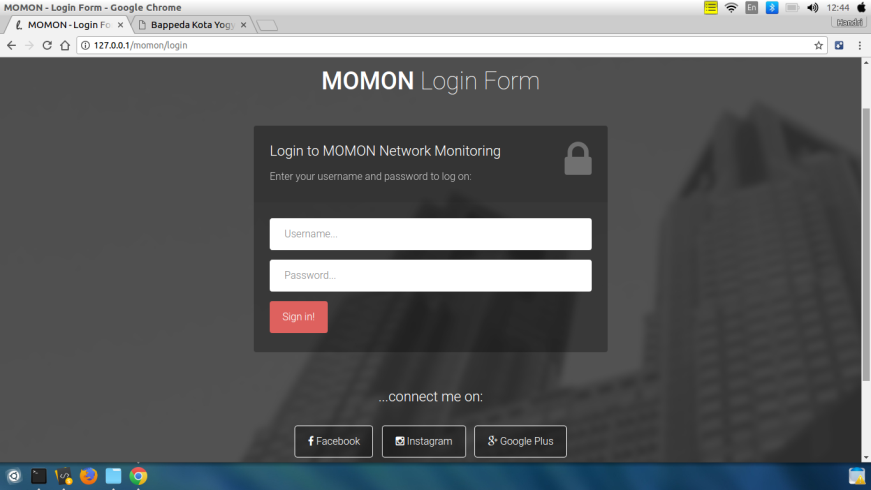 MOMON - Login Form - Google Chrome
En
12:44
MOMON - Login Fo
Bappeda Kota Yogy
Handri
127.0.0.1/momon/login
MOMON Login Form
Login to MOMON Network Monitoring
Enter your username and password to log on:
Username...
Password...
Sign in!
...connect me on:
Facebook
Instagram
Google Plus